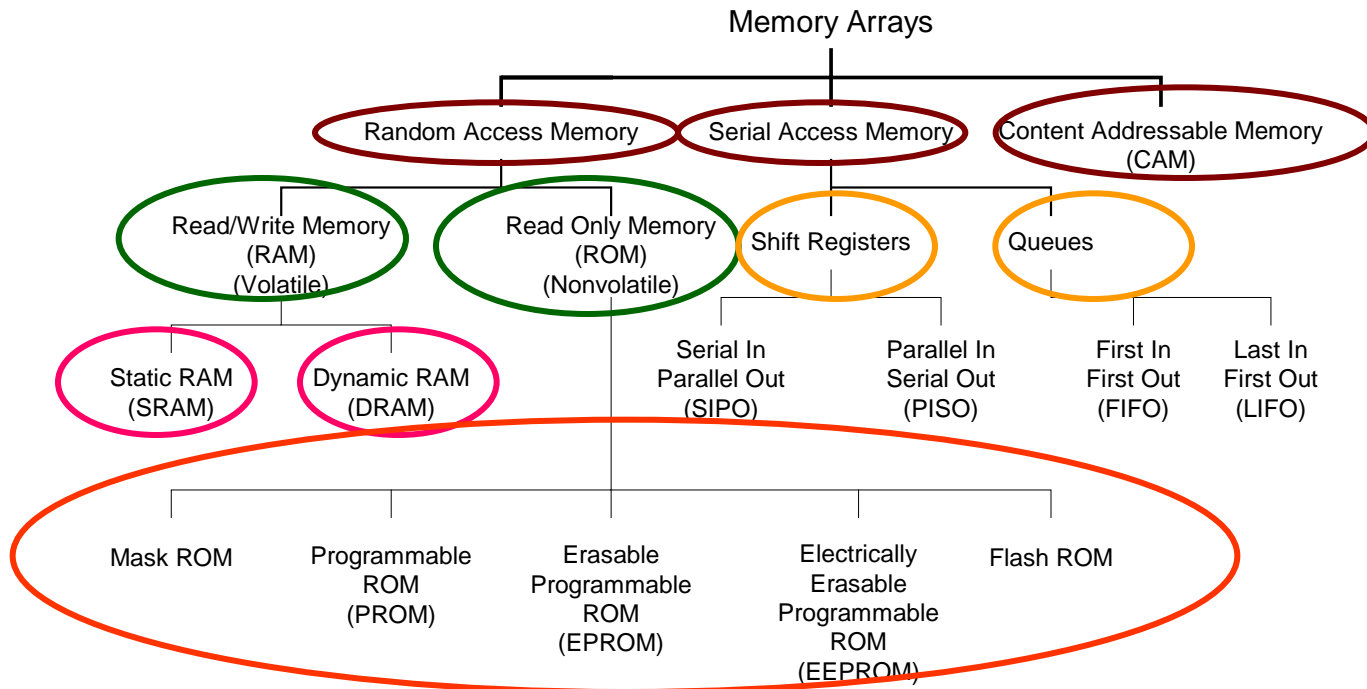 Memory Arrays
Random Access Memory
Serial Access Memory
Content Addressable Memory
(CAM)
Read/Write Memory
(RAM)
(Volatile)
Read Only Memory
(ROM)
(Nonvolatile)
Shift Registers
Queues
Static RAM
(SRAM)
Dynamic RAM
(DRAM)
Serial In
Parallel Out
(SIPO)
Parallel In
Serial Out
(PISO)
First In
First Out
(FIFO)
Last In
First Out
(LIFO)
Mask ROM
Programmable
ROM
(PROM)
Erasable
Programmable
ROM
(EPROM)
Electrically
Erasable
Programmable
ROM
(EEPROM)
Flash ROM